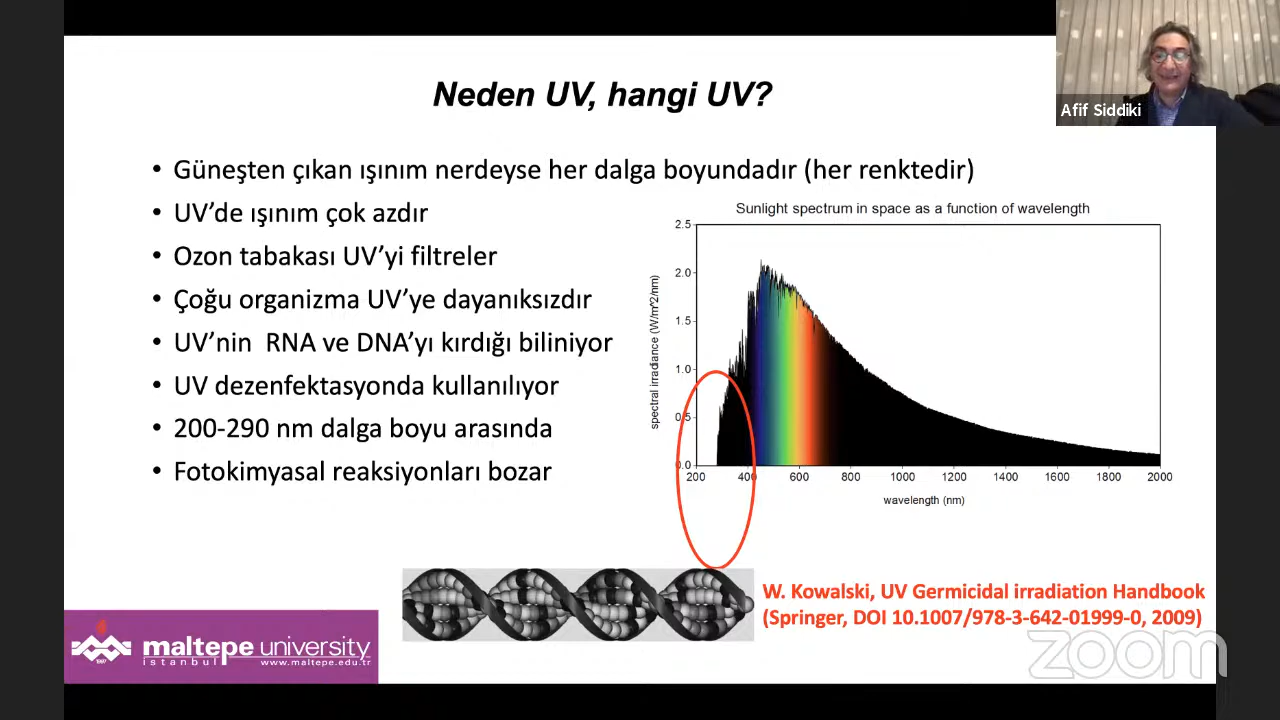 Neden UV, hangi UV?
Afif Siddiki
• Güneşten çıkan ışınım nerdeyse her dalga boyundadır (her renktedir)
• UV’de ışınım çok azdır
• Ozon tabakası UV’yi filtreler
• Çoğu organizma UV’ye dayanıksızdır
• UV’nin  RNA ve DNA’yı kırdığı biliniyor
• UV dezenfektasyonda kullanılıyor
• 200-290 nm dalga boyu arasında
• Fotokimyasal reaksiyonları bozar
Sunlight spectrum in space as a function of wavelength
spectral irradiance (W/m^2/nm)
2.5
2.0
1.5
1.0
0.5
0.0
200 400 600 800 1000 1200 1400 1600 1800 2000
wavelength (nm)
W. Kowalski, UV Germicidal irradiation Handbook
(Springer, DOI 10.1007/978-3-642-01999-0, 2009)
maltepe university
istanbul www.maltepe.edu.tr
zoom